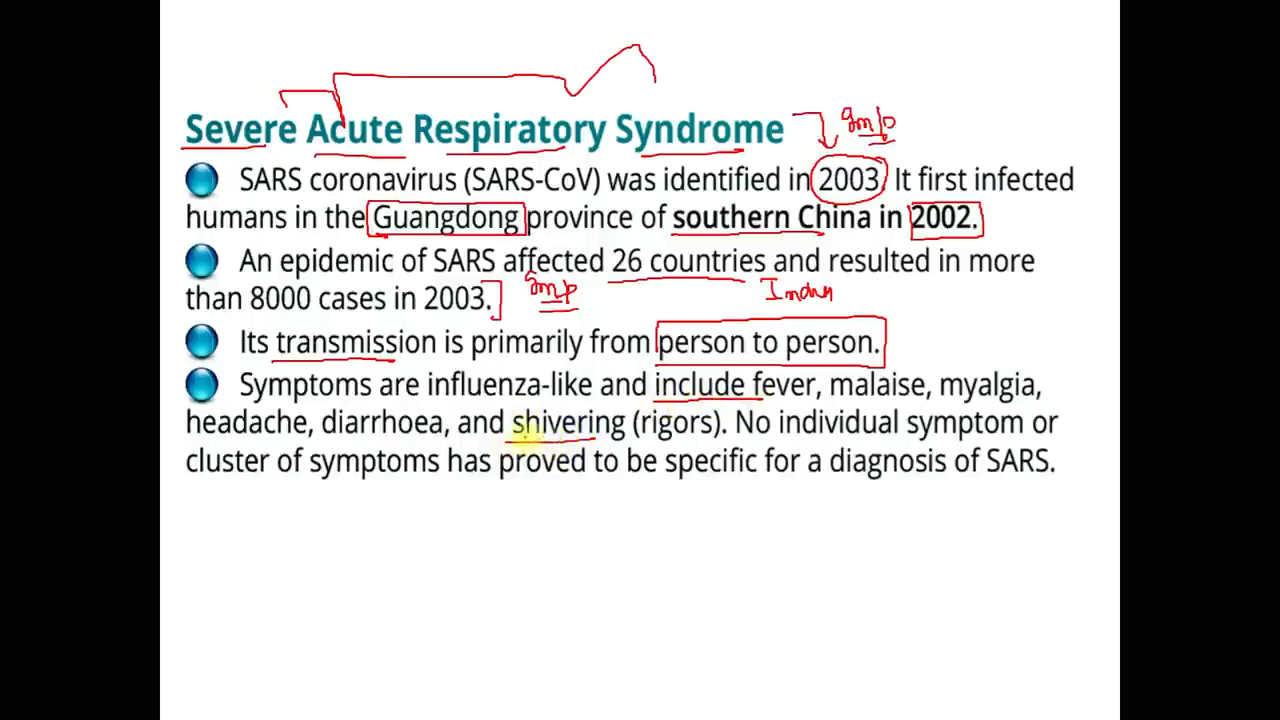 Severe Acute Respiratory Syndrome
Imp
SARS coronavirus (SARS-CoV) was identified in 2003. It first infected
humans in the Guangdong province of southern China in 2002.
An epidemic of SARS affected 26 countries and resulted in more
than 8000 cases in 2003.
Imp India
Its transmission is primarily from person to person.
Symptoms are influenza-like and include fever, malaise, myalgia,
headache, diarrhoea, and shivering (rigors). No individual symptom or
cluster of symptoms has proved to be specific for a diagnosis of SARS.